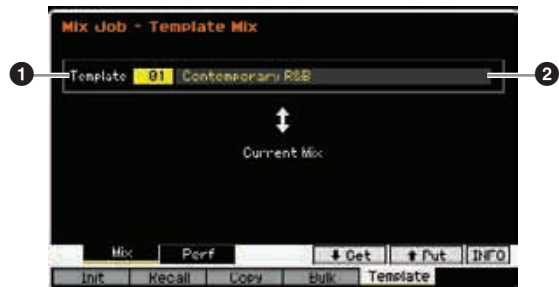 Mix Job - Template Mix
1 Template 01 Contemporary R&B 2
Current Mix
Mix Perf Get Put INFO
Init Recall Copy Bulk Template